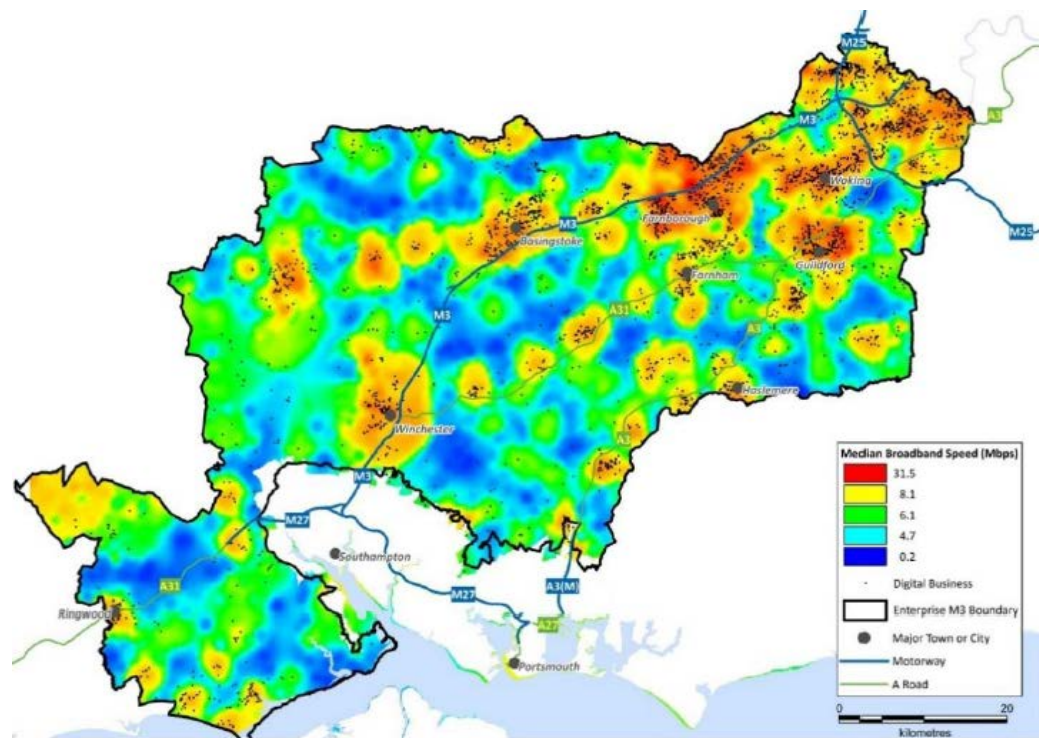 M25
A3
M3
Woking
Farnborough
M3
Basingstoke
M25
Guildford
Farnham
A31
M3
A3
Haslemere
Winchester
A3
M3
M27
Southampton
A3(M)
A31
M27
Ringwood
A27
Portsmouth
Median Broadband Speed (Mbps)
31.5
8.1
6.1
4.7
0.2
Digital Business
Enterprise M3 Boundary
Major Town or City
Motorway
A Road
0 20
kilometres